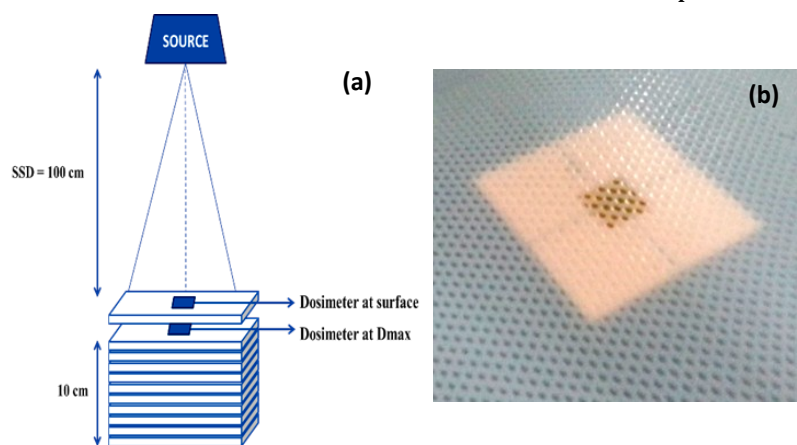 SOURCE
(a)
(b)
SSD = 100 cm
Dosimeter at surface
Dosimeter at Dmax
10 cm